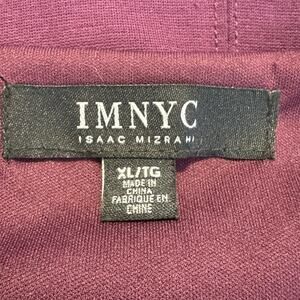 IMNYC
ISAAC MIZRAHI
XL/TG
MADE IN
CHINA
FABRIQUE EN
CHINE